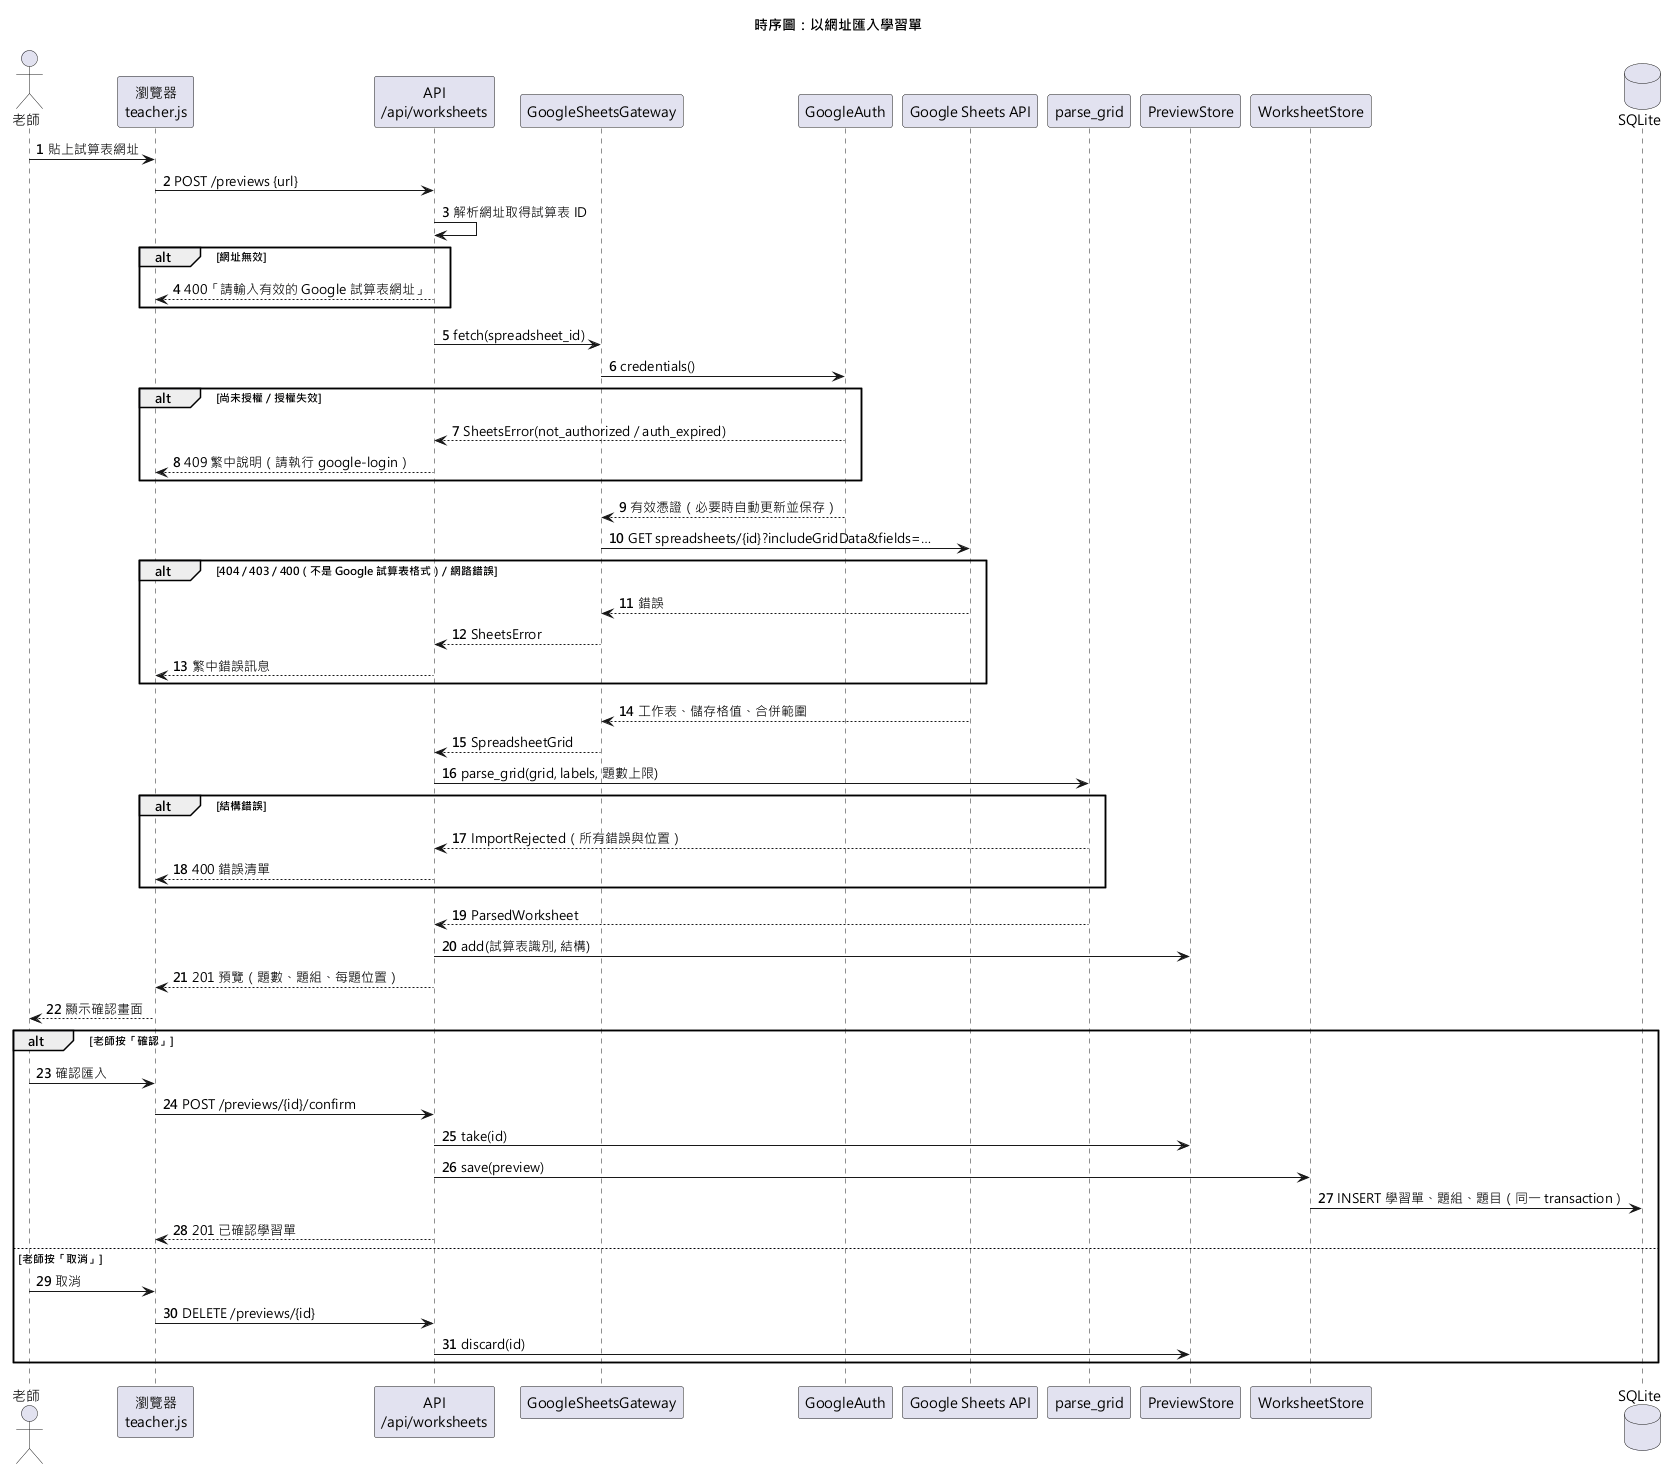 時序圖：以網址匯入學習單
老師
瀏覽器
teacher.js
API
/api/worksheets
GoogleSheetsGateway
GoogleAuth
Google Sheets API
parse_grid
PreviewStore
WorksheetStore
SQLite
1 貼上試算表網址
2 POST /previews {url}
3 解析網址取得試算表 ID
alt [網址無效]
4 400「請輸入有效的 Google 試算表網址」
5 fetch(spreadsheet_id)
6 credentials()
alt [尚未授權 / 授權失效]
7 SheetsError(not_authorized / auth_expired)
8 409 繁中說明（請執行 google-login）
9 有效憑證（必要時自動更新並保存）
10 GET spreadsheets/{id}?includeGridData&fields=...
alt [404 / 403 / 400（不是 Google 試算表格式）/ 網路錯誤]
11 錯誤
12 SheetsError
13 繁中錯誤訊息
14 工作表、儲存格值、合併範圍
15 SpreadsheetGrid
16 parse_grid(grid, labels, 題數上限)
alt [結構錯誤]
17 ImportRejected（所有錯誤與位置）
18 400 錯誤清單
19 ParsedWorksheet
20 add(試算表識別, 結構)
21 201 預覽（題數、題組、每題位置）
22 顯示確認畫面
alt [老師按「確認」]
23 確認匯入
24 POST /previews/{id}/confirm
25 take(id)
26 save(preview)
27 INSERT 學習單、題組、題目（同一 transaction）
28 201 已確認學習單
[老師按「取消」]
29 取消
30 DELETE /previews/{id}
31 discard(id)
老師
瀏覽器
teacher.js
API
/api/worksheets
GoogleSheetsGateway
GoogleAuth
Google Sheets API
parse_grid
PreviewStore
WorksheetStore
SQLite